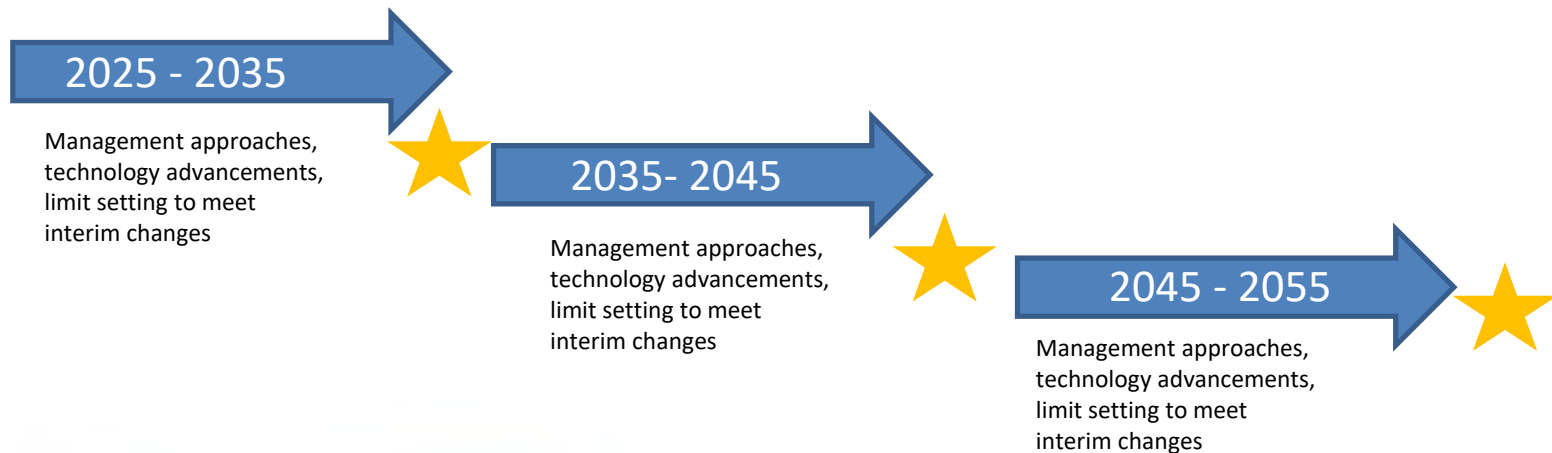 2025 - 2035
Management approaches,
technology advancements,
limit setting to meet
interim changes
2035- 2045
Management approaches,
technology advancements,
limit setting to meet
interim changes
2045 - 2055
Management approaches,
technology advancements,
limit setting to meet
interim changes